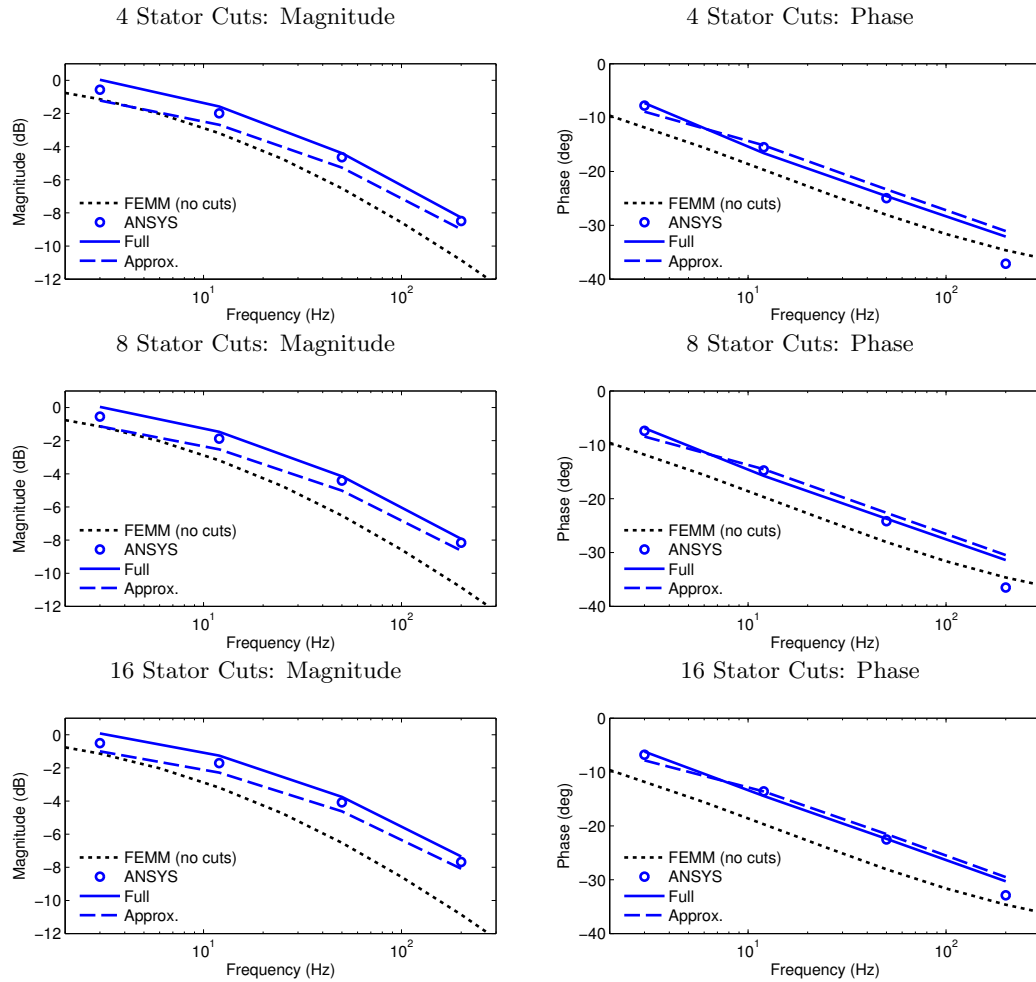 4 Stator Cuts: Magnitude
0
−2
−4
−6
−8
−10
−12
Magnitude (dB)
FEMM (no cuts)
ANSYS
Full
Approx.
10^1
10^2
Frequency (Hz)
4 Stator Cuts: Phase
0
−10
−20
−30
−40
Phase (deg)
FEMM (no cuts)
ANSYS
Full
Approx.
10^1
10^2
Frequency (Hz)
8 Stator Cuts: Magnitude
0
−2
−4
−6
−8
−10
−12
Magnitude (dB)
FEMM (no cuts)
ANSYS
Full
Approx.
10^1
10^2
Frequency (Hz)
8 Stator Cuts: Phase
0
−10
−20
−30
−40
Phase (deg)
FEMM (no cuts)
ANSYS
Full
Approx.
10^1
10^2
Frequency (Hz)
16 Stator Cuts: Magnitude
0
−2
−4
−6
−8
−10
−12
Magnitude (dB)
FEMM (no cuts)
ANSYS
Full
Approx.
10^1
10^2
Frequency (Hz)
16 Stator Cuts: Phase
0
−10
−20
−30
−40
Phase (deg)
FEMM (no cuts)
ANSYS
Full
Approx.
10^1
10^2
Frequency (Hz)